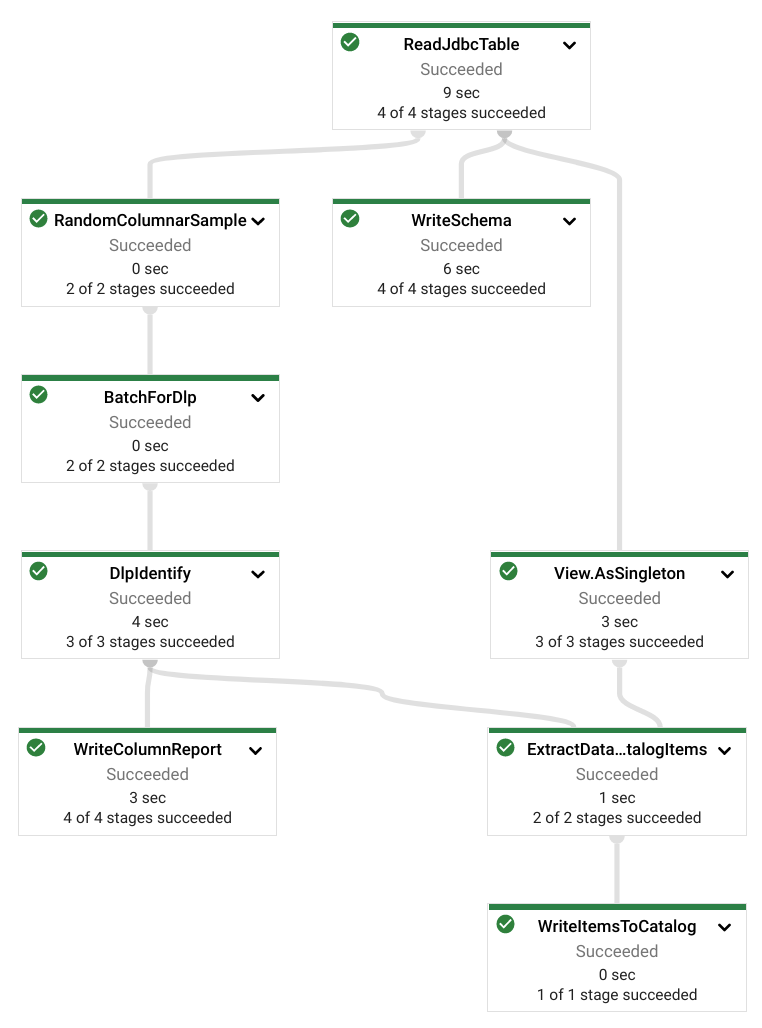 ReadJdbcTable
Succeeded
9 sec
4 of 4 stages succeeded
RandomColumnarSample
Succeeded
0 sec
2 of 2 stages succeeded
WriteSchema
Succeeded
6 sec
4 of 4 stages succeeded
BatchForDlp
Succeeded
0 sec
2 of 2 stages succeeded
DlpIdentify
Succeeded
4 sec
3 of 3 stages succeeded
View.AsSingleton
Succeeded
3 sec
3 of 3 stages succeeded
WriteColumnReport
Succeeded
3 sec
4 of 4 stages succeeded
ExtractData...talogItems
Succeeded
1 sec
2 of 2 stages succeeded
WriteItemsToCatalog
Succeeded
0 sec
1 of 1 stage succeeded